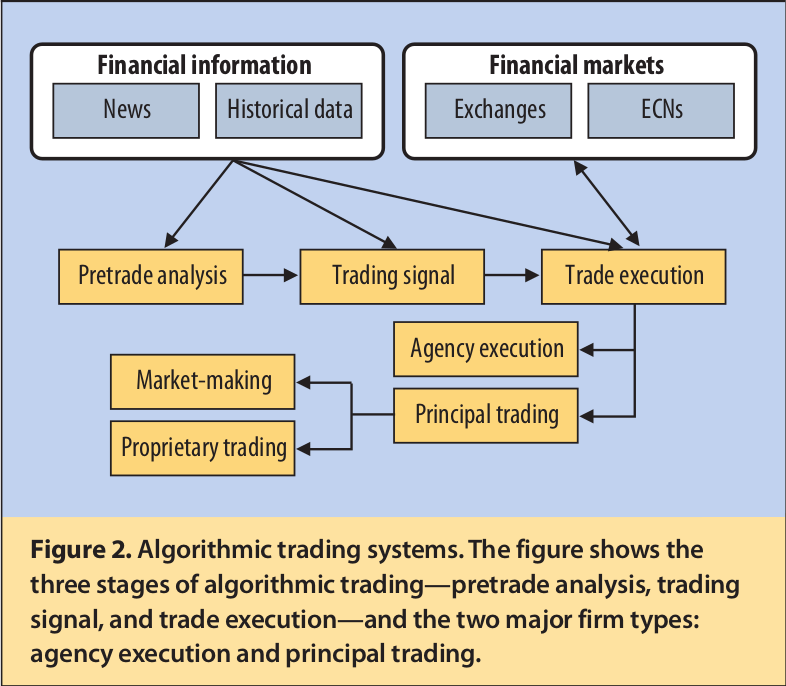 Financial information
News
Historical data
Financial markets
Exchanges
ECNs
Pretrade analysis
Trading signal
Trade execution
Agency execution
Market-making
Principal trading
Proprietary trading
Figure 2. Algorithmic trading systems. The figure shows the
three stages of algorithmic trading—pretrade analysis, trading
signal, and trade execution—and the two major firm types:
agency execution and principal trading.